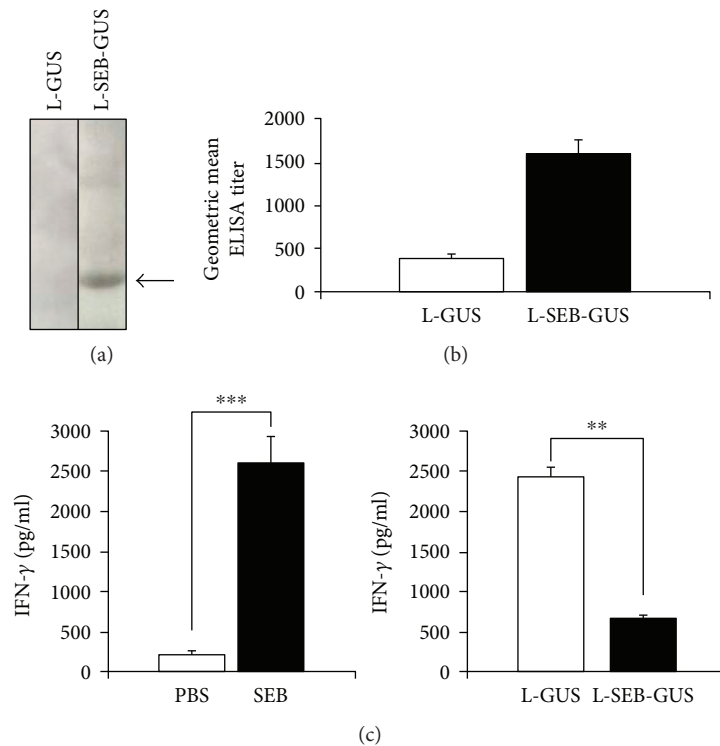 L-GUS
L-SEB-GUS
(a)
Geometric mean
ELISA titer
2000
1500
1000
500
0
L-GUS L-SEB-GUS
(b)
IFN-γ (pg/ml)
3000
2500
2000
1500
1000
500
0
***
PBS SEB
IFN-γ (pg/ml)
3000
2500
2000
1500
1000
500
0
**
L-GUS L-SEB-GUS
(c)